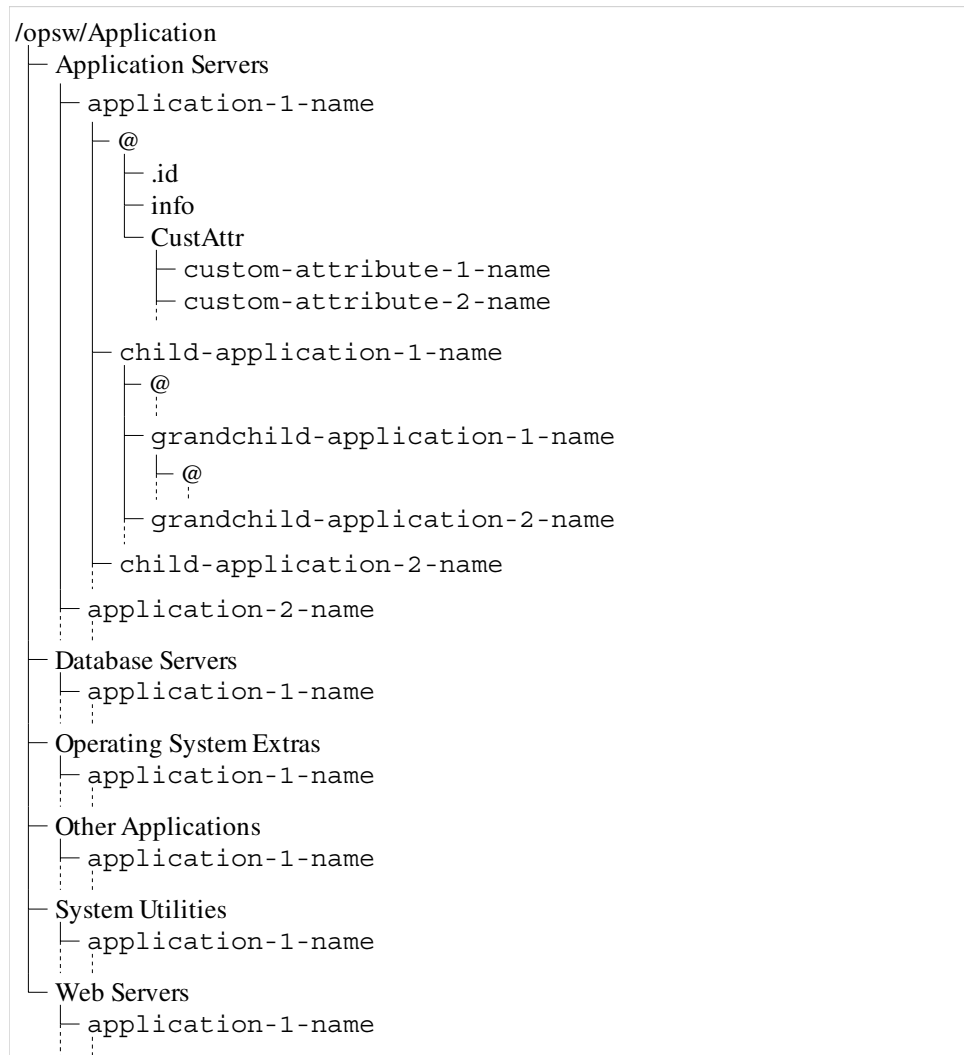 /opsw/Application
Application Servers
application-1-name
@
.id
info
CustAttr
custom-attribute-1-name
custom-attribute-2-name
child-application-1-name
@
grandchild-application-1-name
@
grandchild-application-2-name
child-application-2-name
application-2-name
Database Servers
application-1-name
Operating System Extras
application-1-name
Other Applications
application-1-name
System Utilities
application-1-name
Web Servers
application-1-name